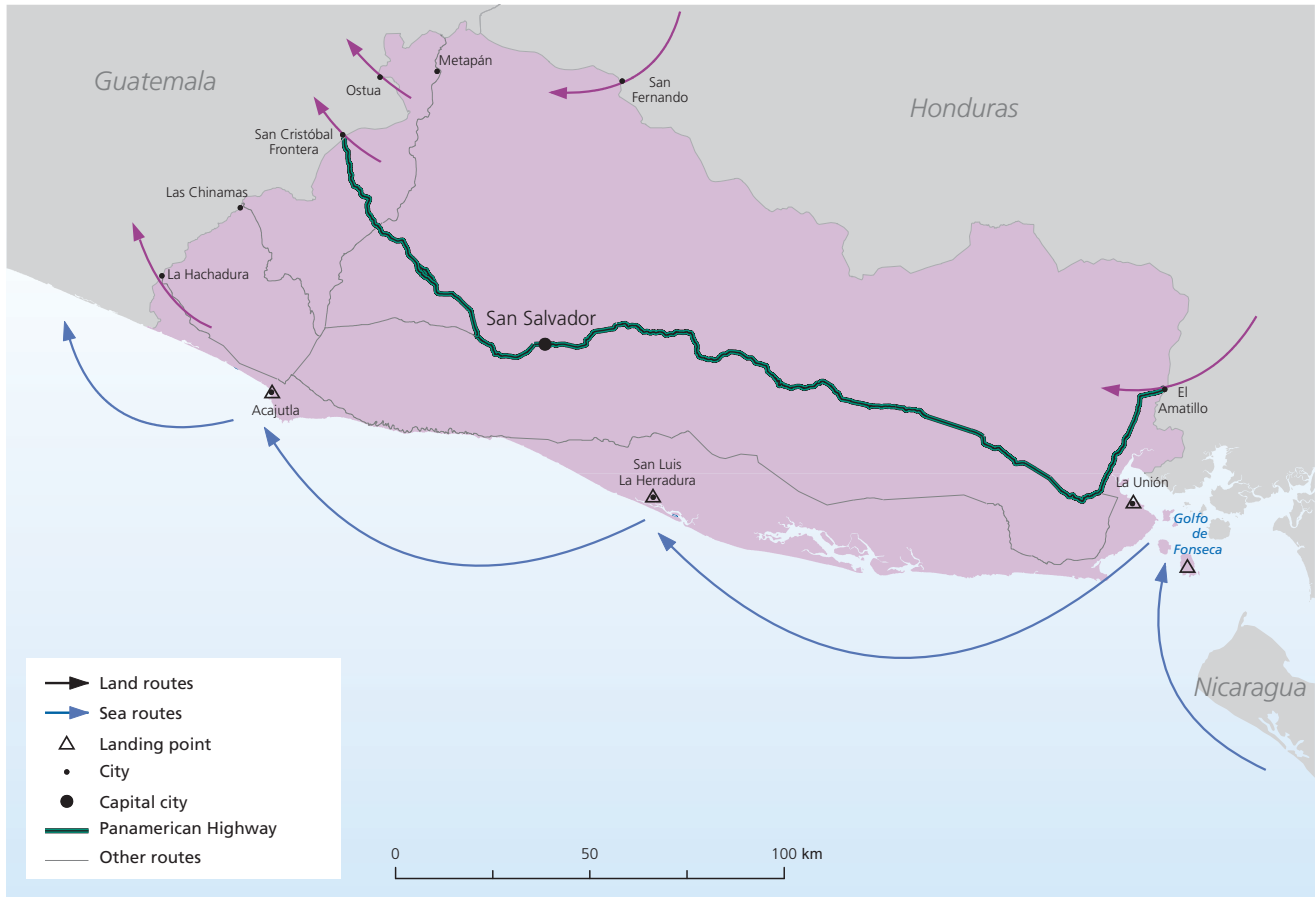 Guatemala
Metapán
Ostua
San
Fernando
Honduras
San Cristóbal
Frontera
Las Chinamas
La Hachadura
San Salvador
El
Amatillo
Acajutla
San Luis
La Herradura
La Unión
Golfo
de
Fonseca
Nicaragua
Land routes
Sea routes
Landing point
City
Capital city
Panamerican Highway
Other routes
0 50 100 km